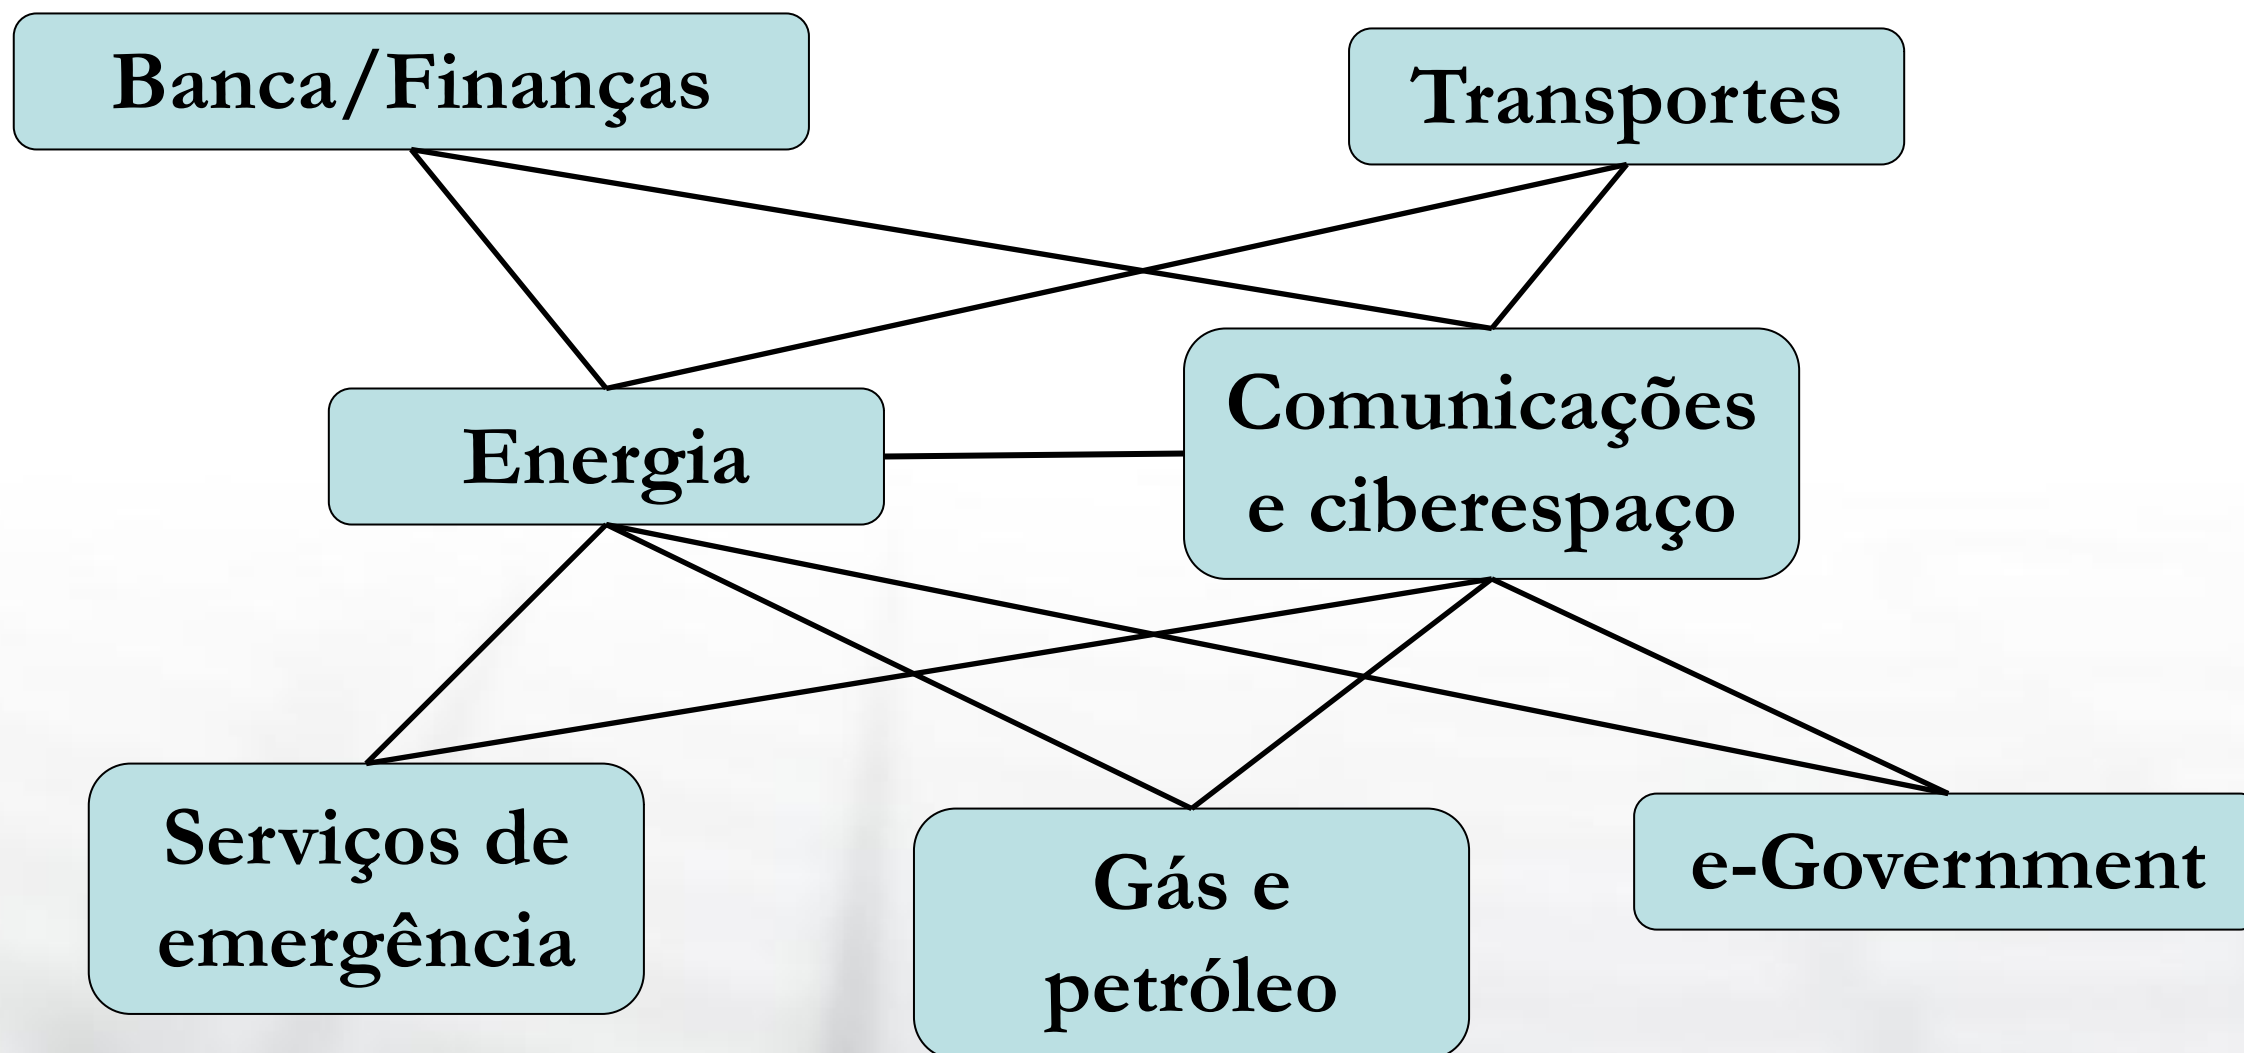 Banca/Finanças
Transportes
Energia
Comunicações
e ciberespaço
Serviços de
emergência
Gás e
petróleo
e-Government